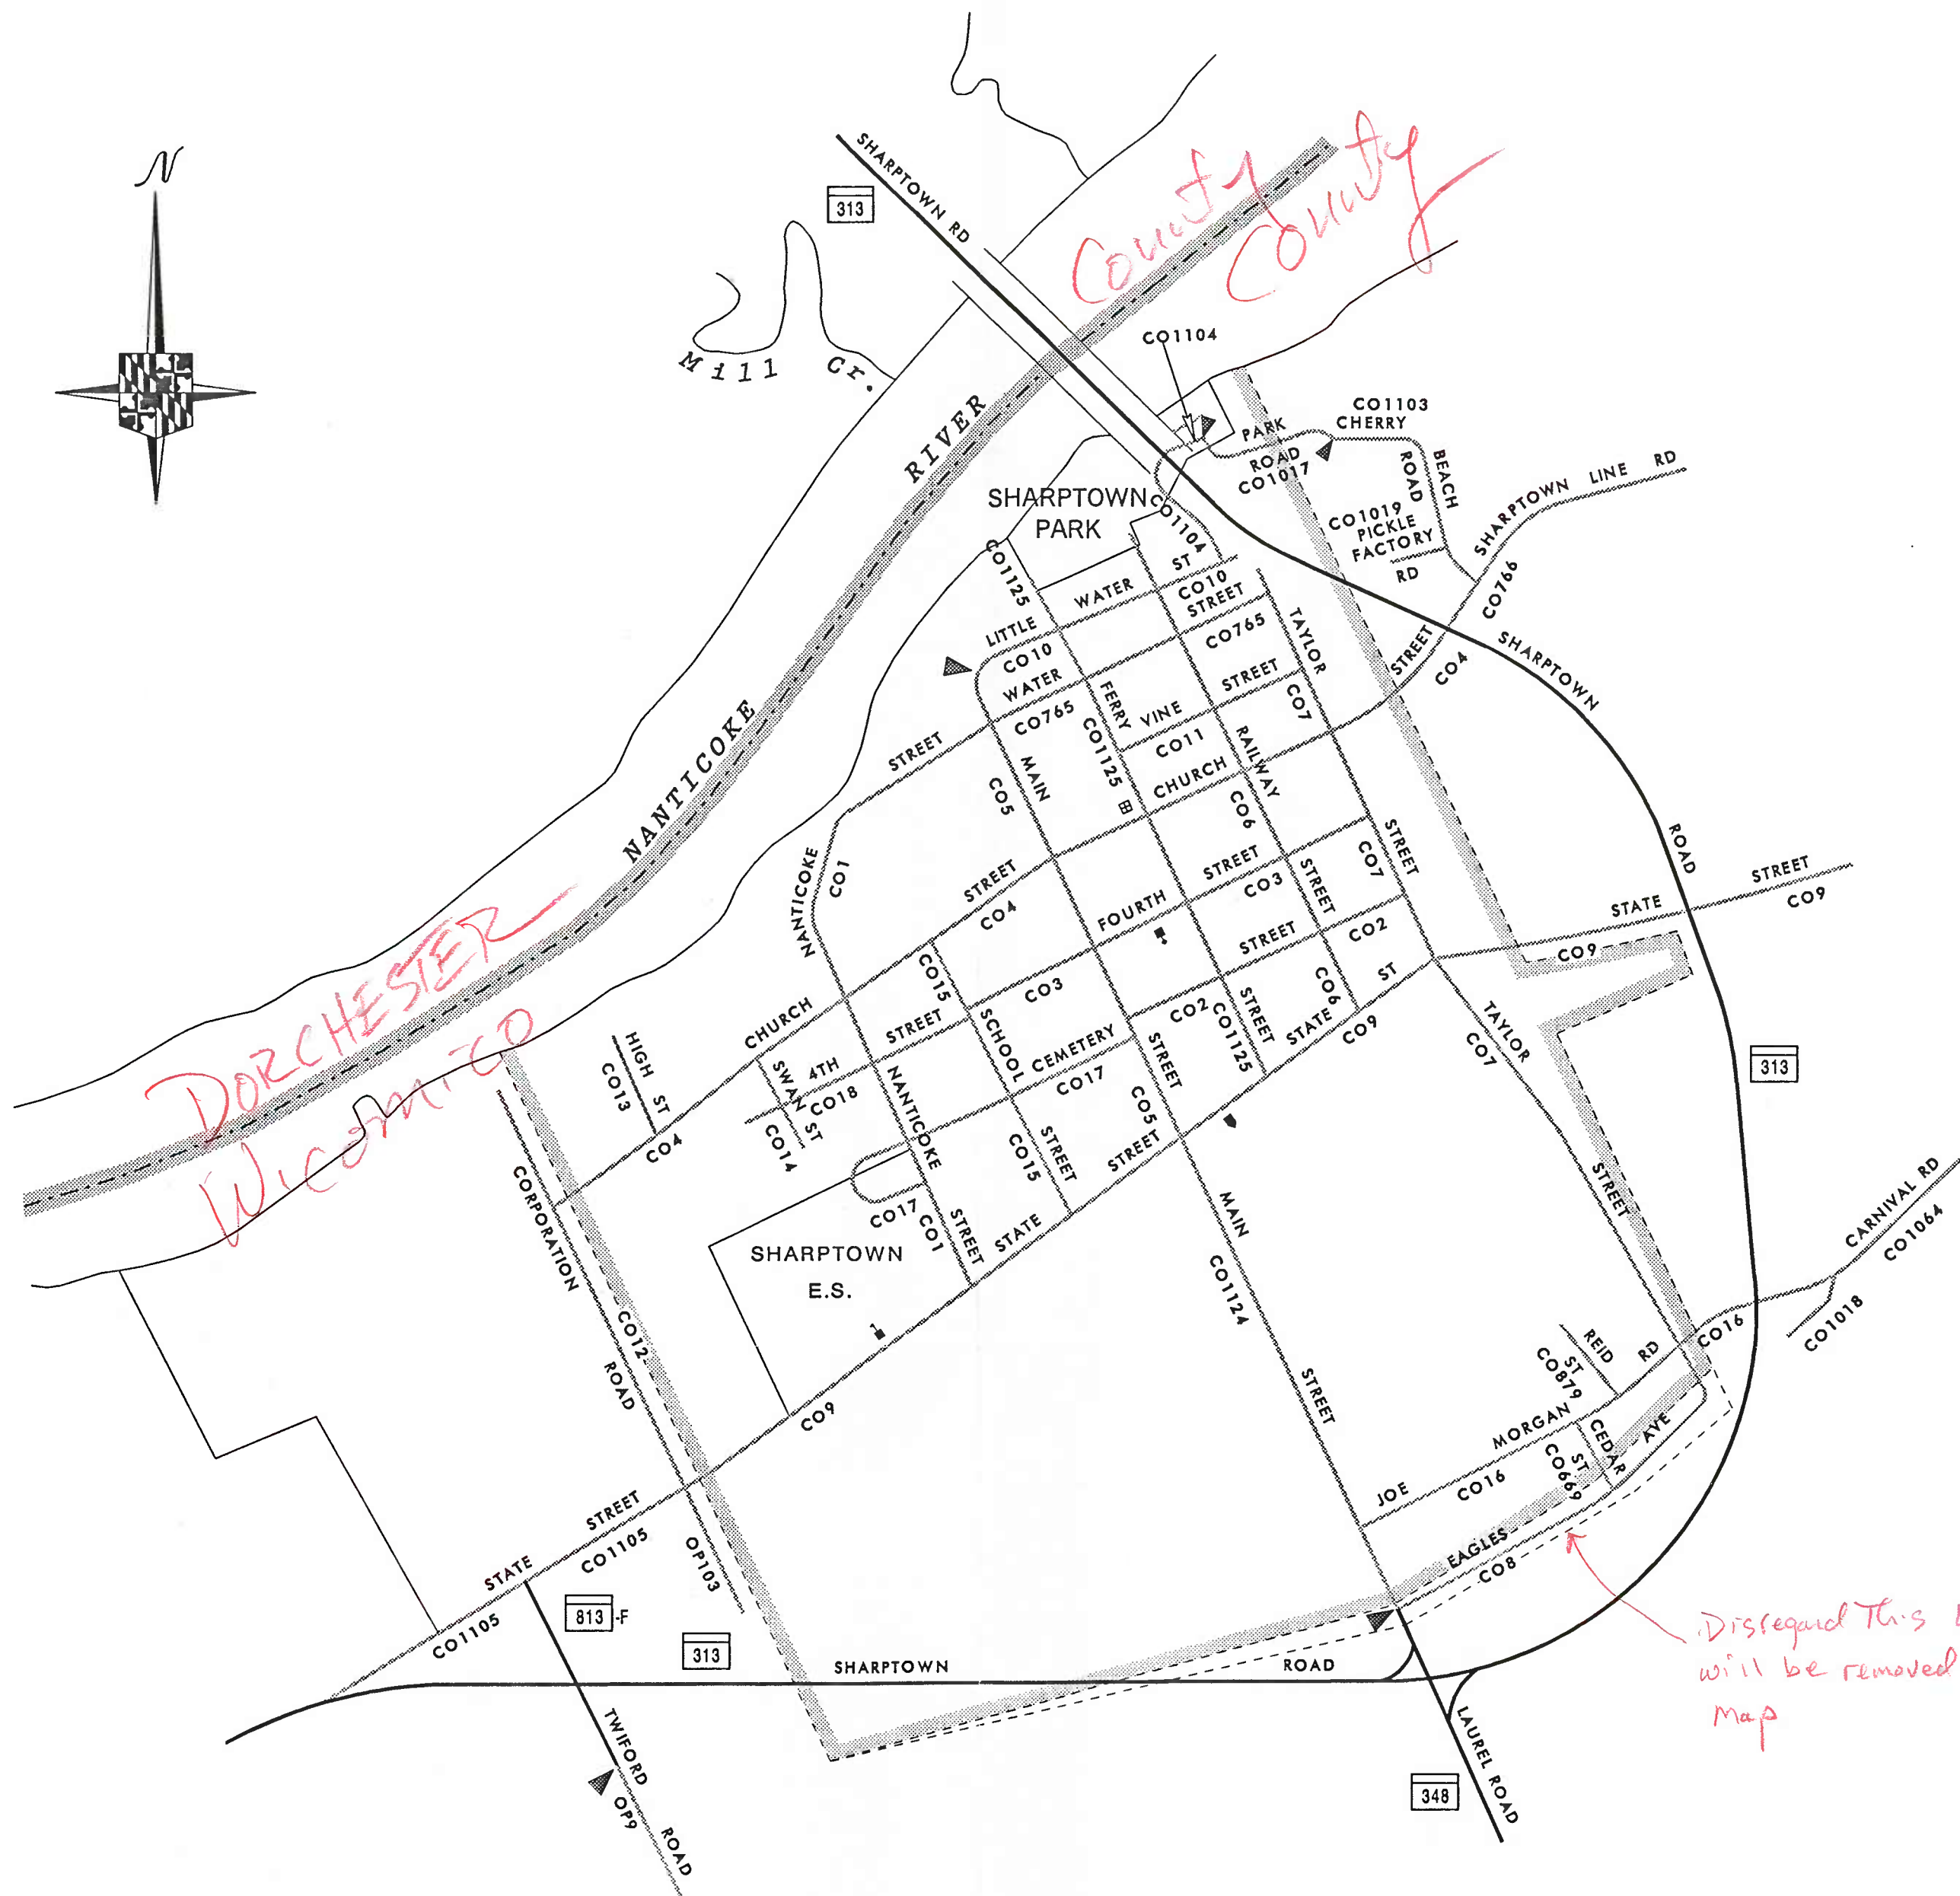 N
SHARPTOWN RD
313
County
County
Mill Cr.
CO1104
NANTICOKE RIVER
PARK
ROAD
CO1017
CO1103
CHERRY
BEACH
ROAD
SHARPTOWN LINE RD
CO1019
PICKLE
FACTORY
RD
CO766
SHARPTOWN
PARK
CO1104
CO1125
WATER ST
LITTLE
CO10
CO10
STREET
WATER
CO765
CO765
TAYLOR
STREET
CO4
SHARPTOWN
FERRY
VINE
STREET
CO11
CO7
STREET
MAIN
CO5
CO1125
RAILWAY
CHURCH
CO6
NANTICOKE
CO1
STREET
CO4
STREET
CO3
STREET
CO7
STREET
ROAD
FOURTH
STATE
STREET
CO9
CO9
STREET
CO2
DORCHESTER
Wicomico
CO15
CO3
CHURCH
STREET
CO2
STREET
CO1125
CO6
ST
STATE
CO9
TAYLOR
CO7
HIGH
ST
CO13
CO4
SWAN
ST
CO14
4TH
CO18
SCHOOL
CEMETERY
CO17
STREET
CO5
NANTICOKE
313
CORPORATION
CO15
STREET
STREET
STREET
CARNIVAL RD
CO1064
CO17
CO1
STREET
STATE
MAIN
SHARPTOWN
E.S.
CO1124
CO12
ROAD
CO1018
CO16
REID
ST
CO879
RD
CO9
STREET
MORGAN
CEDAR
ST
CO669
AVE
JOE
CO16
STREET
CO1105
STATE
OP103
EAGLES
CO8
813 -F
CO1105
313
SHARPTOWN
ROAD
Disregard This
will be removed
Map
TWIFORD
ROAD
OP9
LAUREL ROAD
348